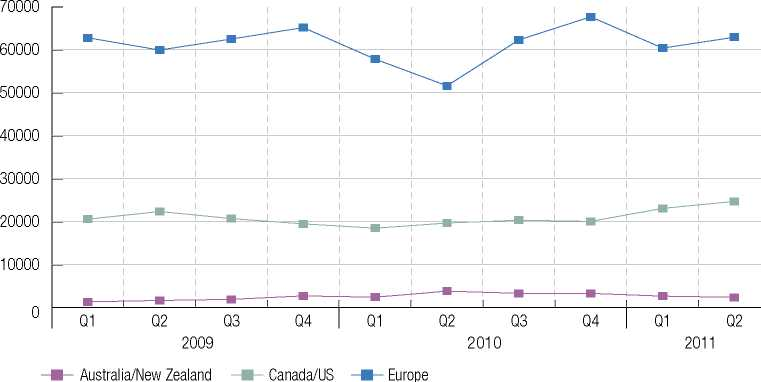 70000
60000
50000
40000
30000
20000
10000
0
Q1 Q2 Q3 Q4 Q1 Q2 Q3 Q4 Q1 Q2
2009 2010 2011
Australia/New Zealand Canada/US Europe